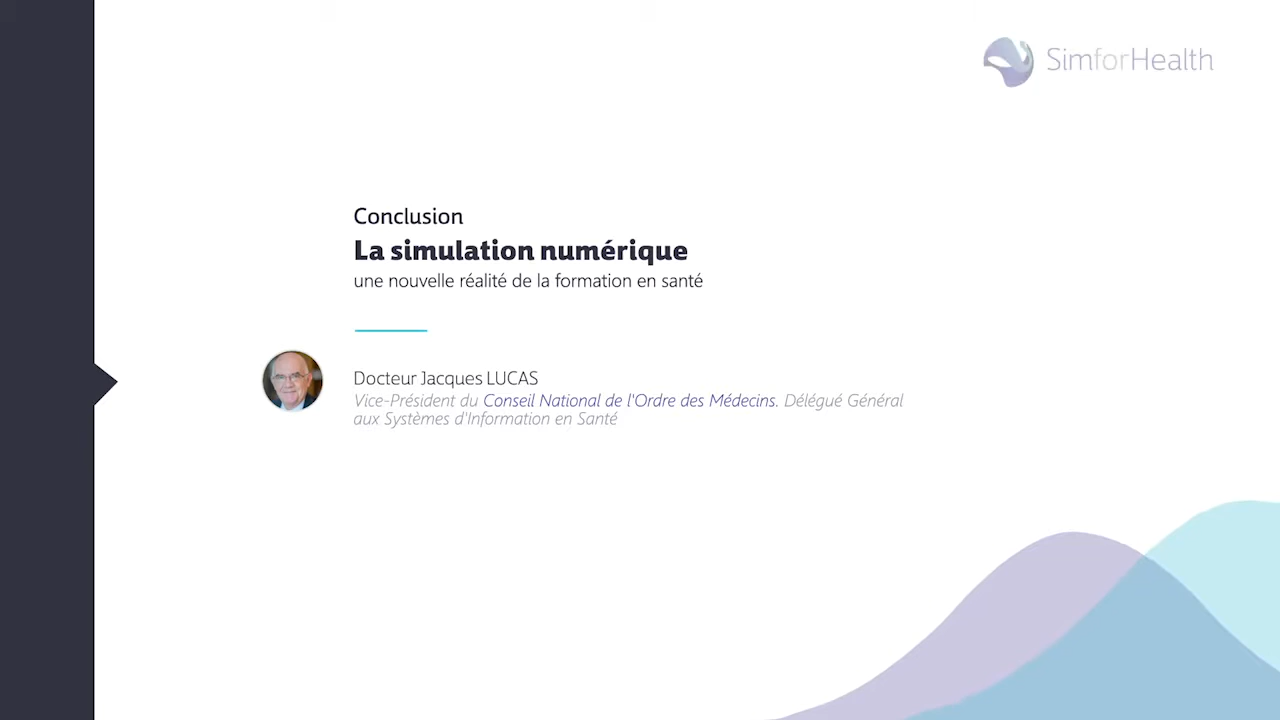 SimforHealth
Conclusion
La simulation numérique
une nouvelle réalité de la formation en santé
Docteur Jacques LUCAS
Vice-Président du Conseil National de l'Ordre des Médecins. Délégué Général
aux Systèmes d'Information en Santé